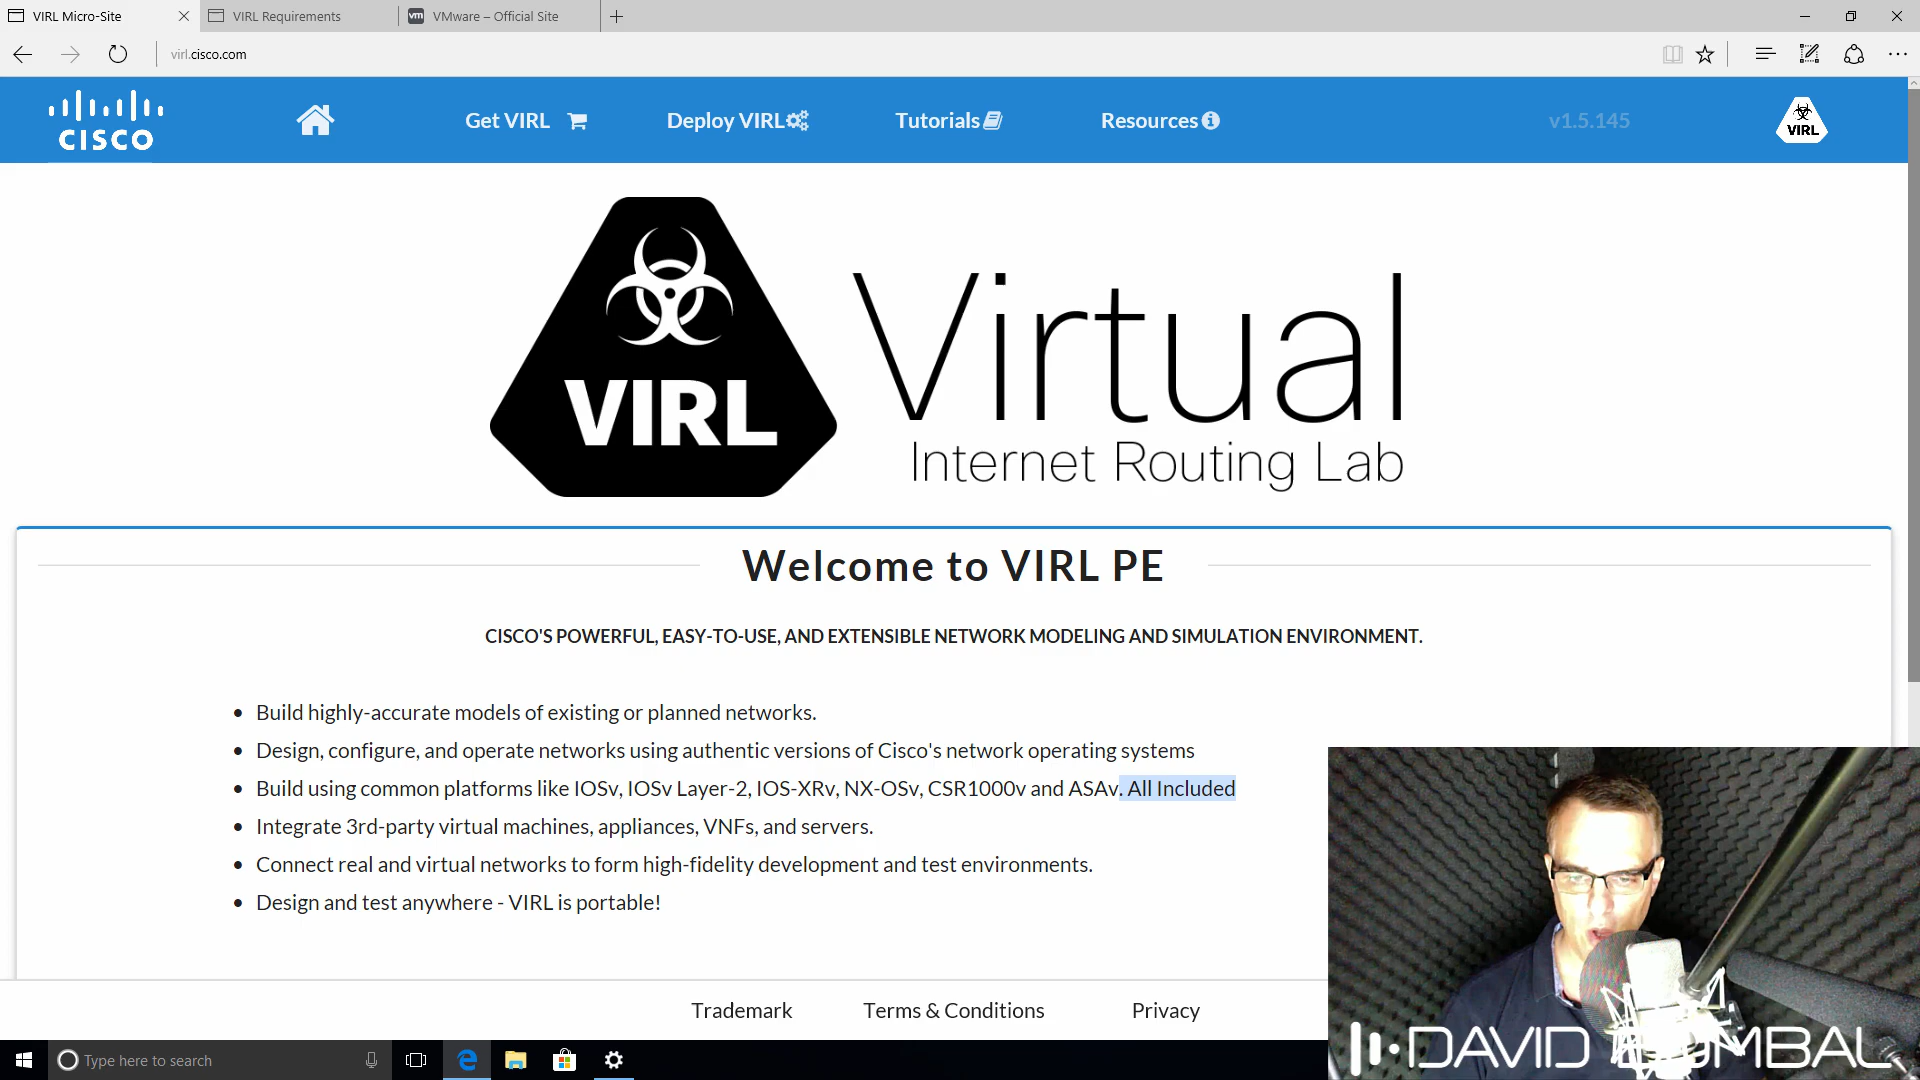 VIRL Micro-Site
VIRL Requirements
vm
VMware – Official Site
virl.cisco.com
CISCO
Get VIRL
Deploy VIRL
Tutorials
Resources
v1.5.145
VIRL
VIRL
Virtual
Internet Routing Lab
Welcome to VIRL PE
CISCO'S POWERFUL, EASY-TO-USE, AND EXTENSIBLE NETWORK MODELING AND SIMULATION ENVIRONMENT.
Build highly-accurate models of existing or planned networks.
Design, configure, and operate networks using authentic versions of Cisco's network operating systems
Build using common platforms like IOSv, IOSv Layer-2, IOS-XRv, NX-OSv, CSR1000v and ASAv. All Included
Integrate 3rd-party virtual machines, appliances, VNFs, and servers.
Connect real and virtual networks to form high-fidelity development and test environments.
Design and test anywhere - VIRL is portable!
Trademark
Terms & Conditions
Privacy
Type here to search
DAVID